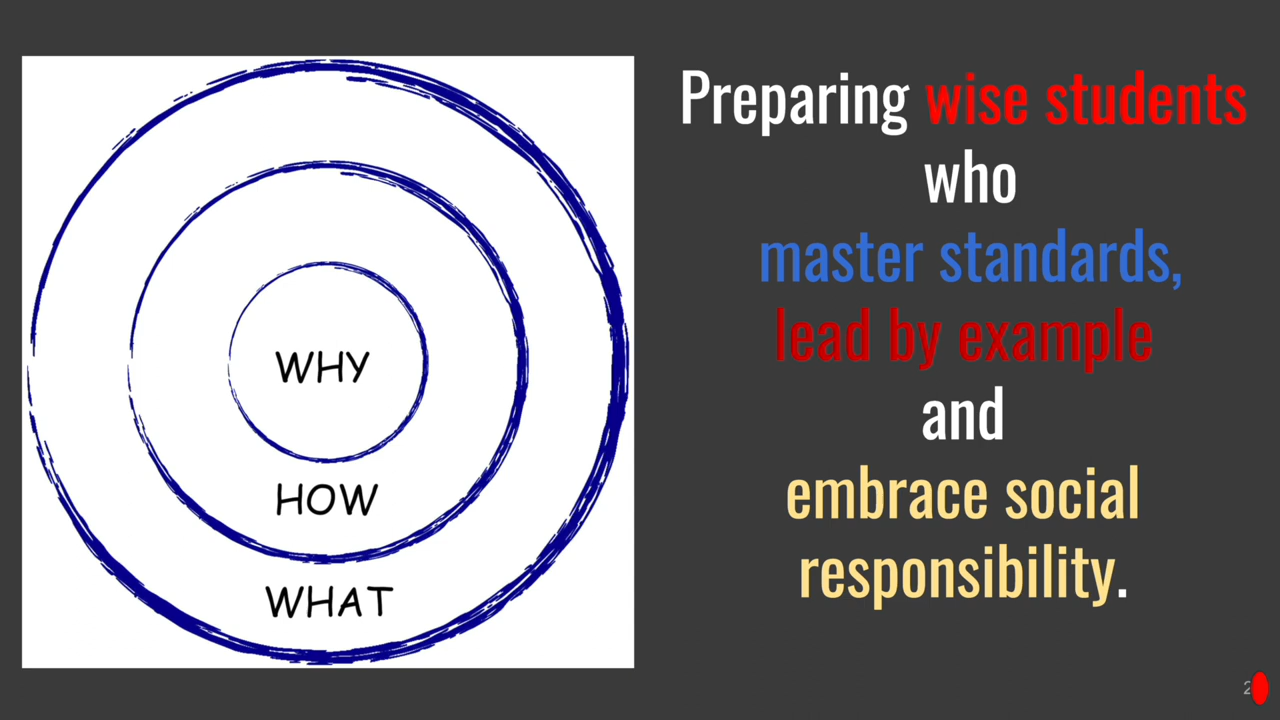 WHY
HOW
WHAT
Preparing wise students
who
master standards,
lead by example
and
embrace social
responsibility.